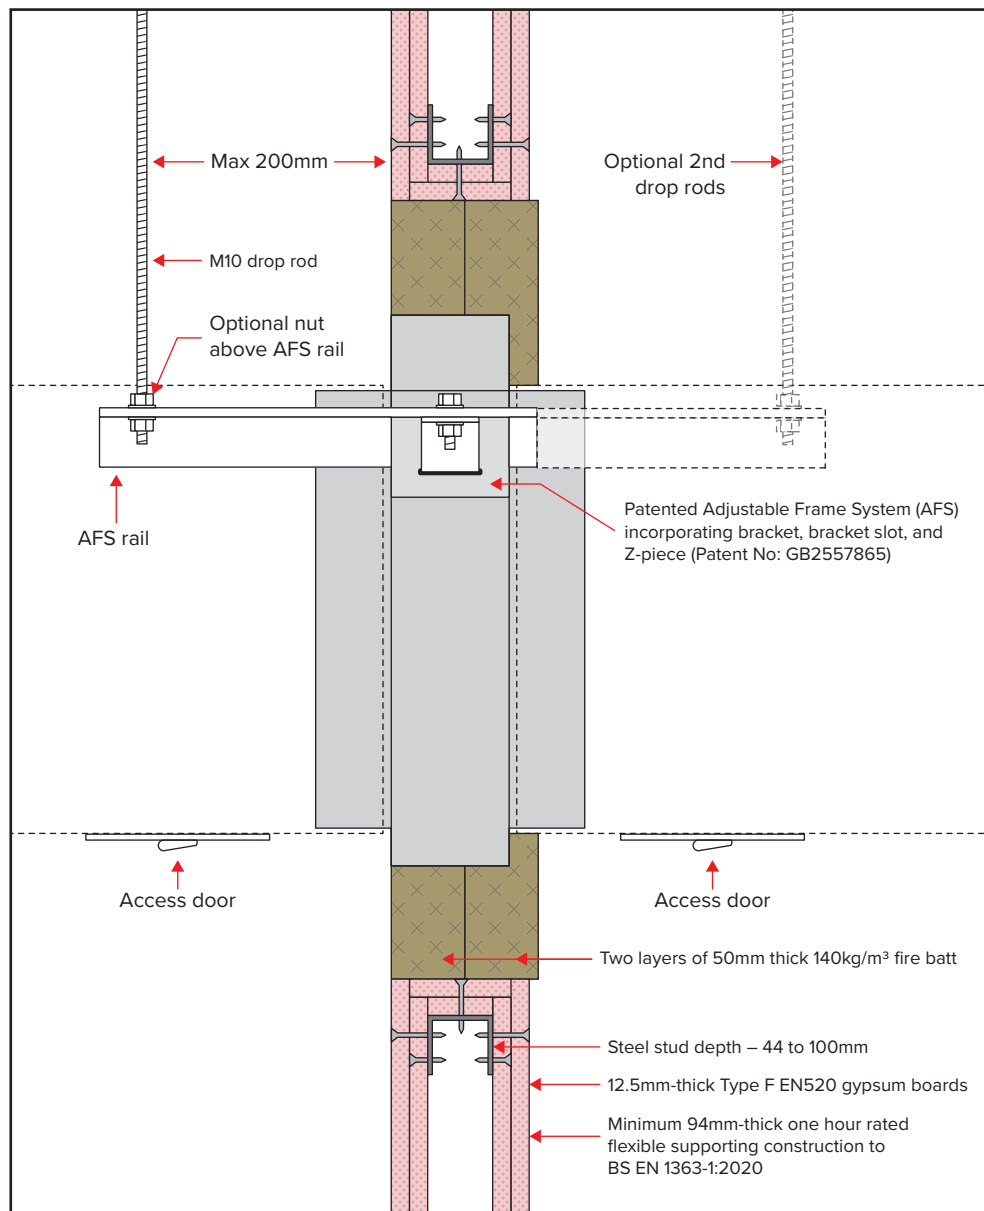 Max 200mm
Optional 2nd
drop rods
M10 drop rod
Optional nut
above AFS rail
AFS rail
Patented Adjustable Frame System (AFS)
incorporating bracket, bracket slot, and
Z-piece (Patent No: GB2557865)
Access door
Access door
Two layers of 50mm thick 140kg/m³ fire batt
Steel stud depth – 44 to 100mm
12.5mm-thick Type F EN520 gypsum boards
Minimum 94mm-thick one hour rated
flexible supporting construction to
BS EN 1363-1:2020